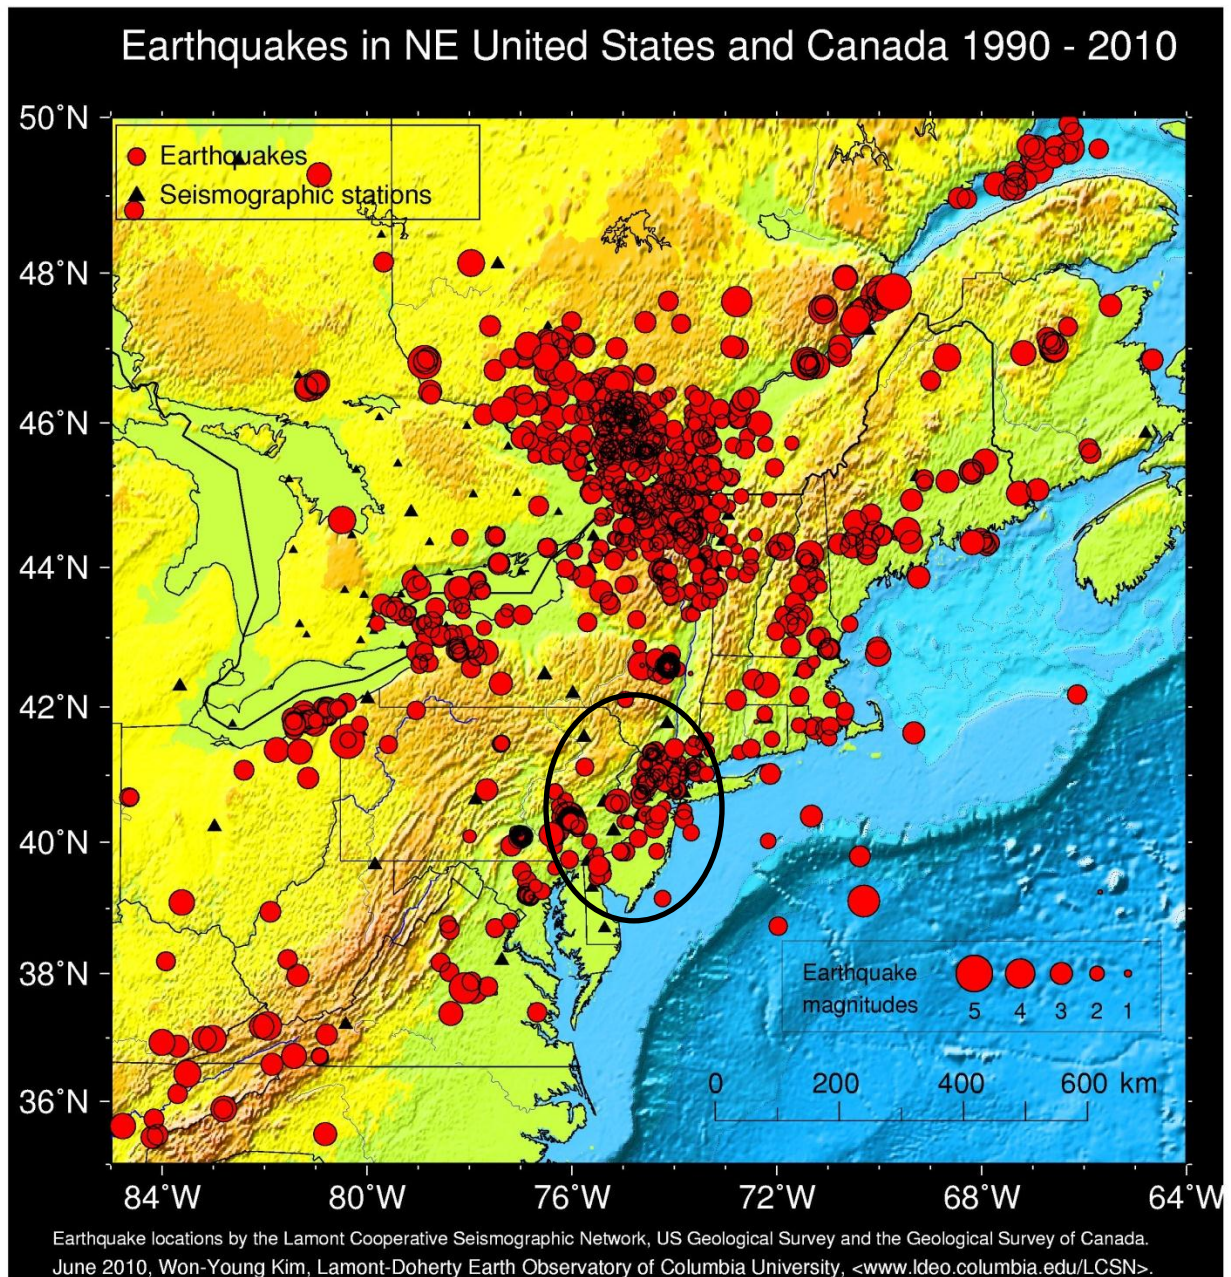 Earthquakes in NE United States and Canada 1990 - 2010
50˚N
Earthquakes
Seismographic stations
48˚N
46˚N
44˚N
42˚N
40˚N
38˚N
Earthquake
magnitudes
5 4 3 2 1
0 200 400 600 km
36˚N
84˚W 80˚W 76˚W 72˚W 68˚W 64˚W
Earthquake locations by the Lamont Cooperative Seismographic Network, US Geological Survey and the Geological Survey of Canada.
June 2010, Won-Young Kim, Lamont-Doherty Earth Observatory of Columbia University, <www.ldeo.columbia.edu/LCSN>.